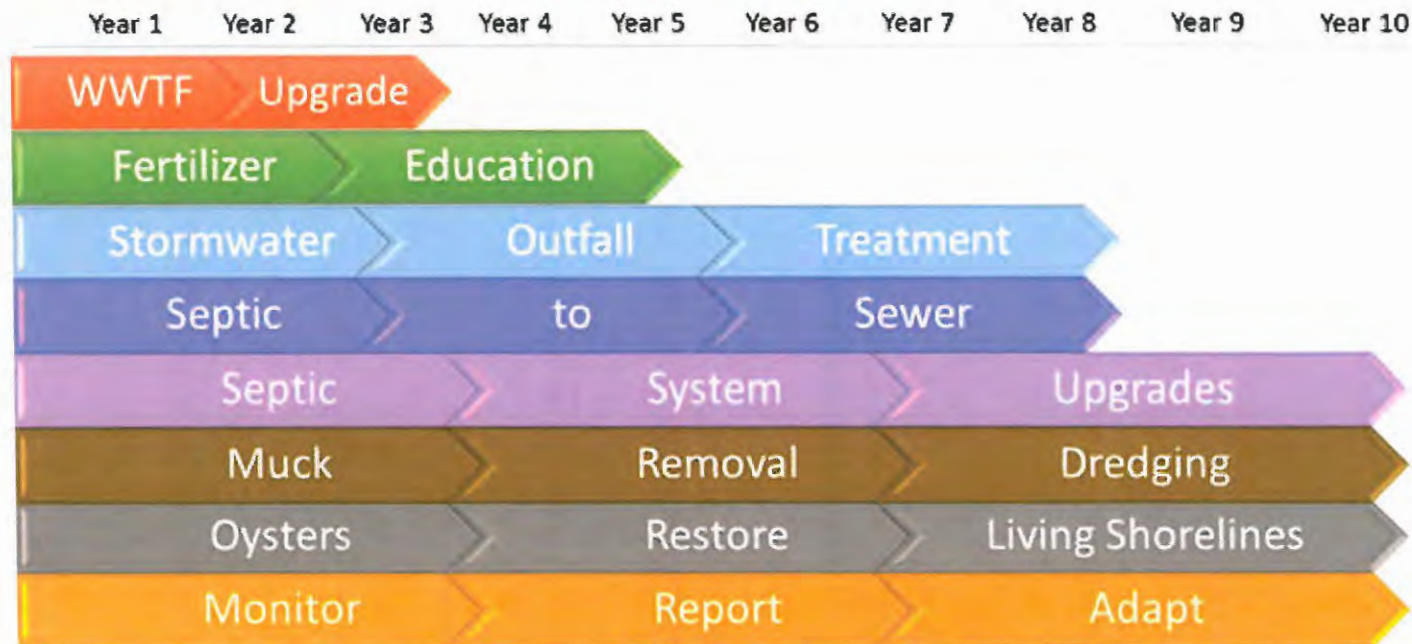 Year 1 Year 2 Year 3 Year 4 Year 5 Year 6 Year 7 Year 8 Year 9 Year 10
WWTF Upgrade
Fertilizer Education
Stormwater Outfall Treatment
Septic to Sewer
Septic System Upgrades
Muck Removal Dredging
Oysters Restore Living Shorelines
Monitor Report Adapt